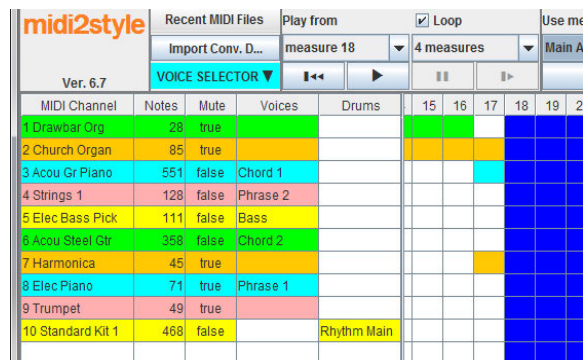 midi2style
Ver. 6.7
Recent MIDI Files Play from Loop Use me
Import Conv. D... measure 18 4 measures Main A
VOICE SELECTOR ▼
MIDI Channel Notes Mute Voices Drums 15 16 17 18 19 2
1 Drawbar Org 28 true
2 Church Organ 85 true
3 Acou Gr Piano 551 false Chord 1
4 Strings 1 128 false Phrase 2
5 Elec Bass Pick 111 false Bass
6 Acou Steel Gtr 358 false Chord 2
7 Harmonica 45 true
8 Elec Piano 71 true Phrase 1
9 Trumpet 49 true
10 Standard Kit 1 468 false Rhythm Main